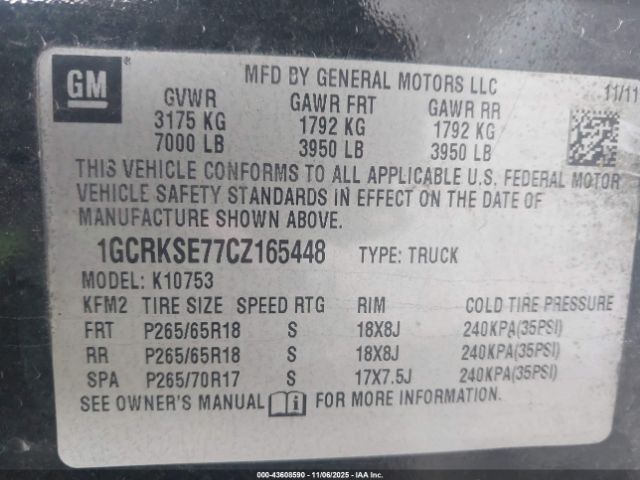 GM ®
MFD BY GENERAL MOTORS LLC 11/11
GVWR GAWR FRT GAWR RR
3175 KG 1792 KG 1792 KG
7000 LB 3950 LB 3950 LB
THIS VEHICLE CONFORMS TO ALL APPLICABLE U.S. FEDERAL MOTOR
VEHICLE SAFETY STANDARDS IN EFFECT ON THE DATE OF
MANUFACTURE SHOWN ABOVE.
1GCRKSE77CZ165448 TYPE: TRUCK
MODEL: K10753
KFM2 TIRE SIZE SPEED RTG RIM COLD TIRE PRESSURE
FRT P265/65R18 S 18X8J 240KPA(35PSI)
RR P265/65R18 S 18X8J 240KPA(35PSI)
SPA P265/70R17 S 17X7.5J 240KPA(35PSI)
SEE OWNER'S MANUAL i FOR MORE INFORMATION.
000-43608590 - 11/06/2025 - IAAI.COM